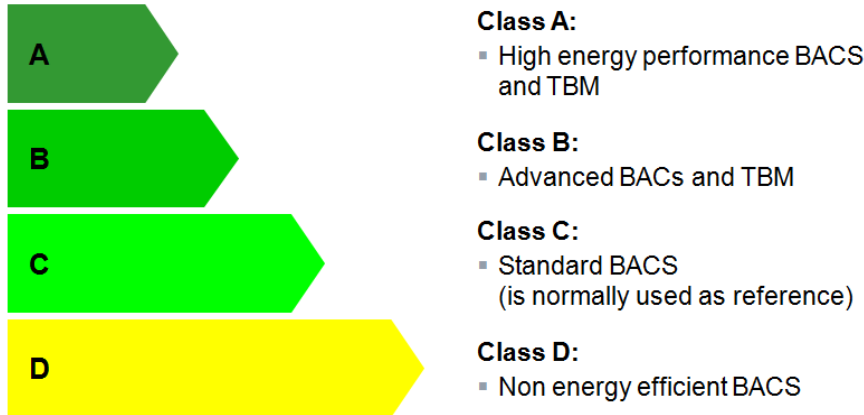 A
Class A:
▪ High energy performance BACS
and TBM
B
Class B:
▪ Advanced BACs and TBM
C
Class C:
▪ Standard BACS
(is normally used as reference)
D
Class D:
▪ Non energy efficient BACS